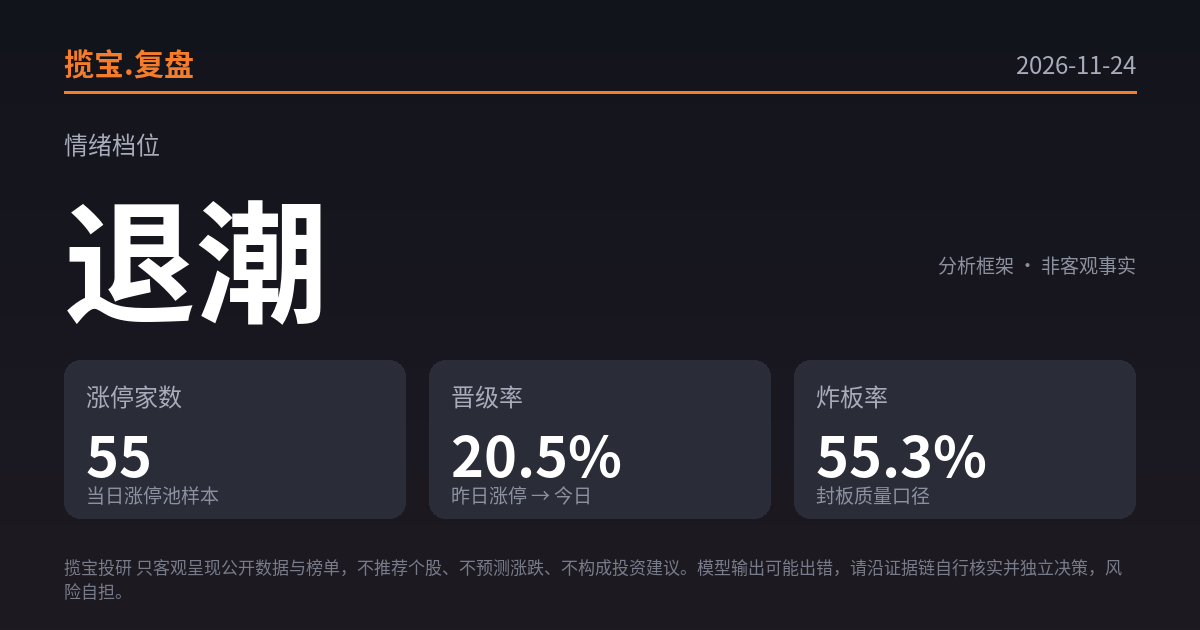 揽宝.复盘
2026-11-24
情绪档位
退潮
分析框架 · 非客观事实
涨停家数
55
当日涨停池样本
晋级率
20.5%
昨日涨停 → 今日
炸板率
55.3%
封板质量口径
揽宝投研 只客观呈现公开数据与榜单，不推荐个股、不预测涨跌、不构成投资建议。模型输出可能出错，请沿证据链自行核实并独立决策，风
险自担。